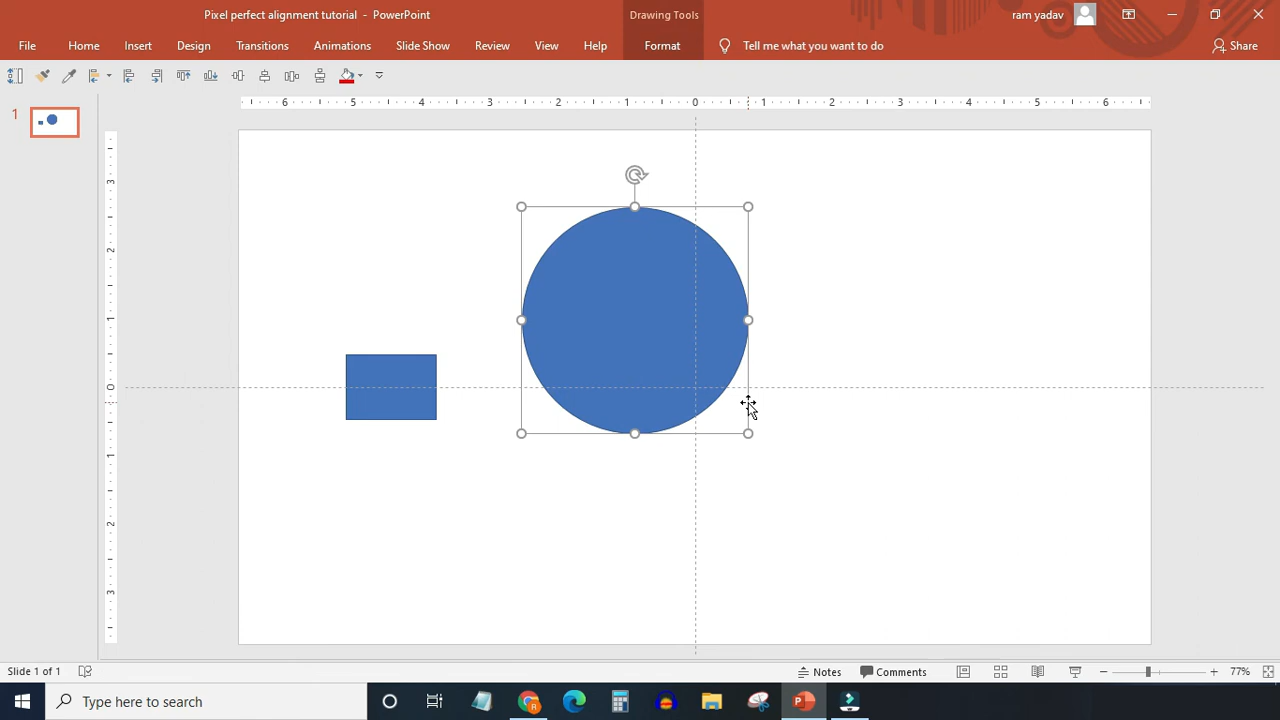 Pixel perfect alignment tutorial - PowerPoint
Drawing Tools
ram yadav
File Home Insert Design Transitions Animations Slide Show Review View Help Format Tell me what you want to do Share
6 5 4 3 2 1 0 1 2 3 4 5 6
1
3
2
1
0
1
2
3
Slide 1 of 1 Notes Comments 77%
Type here to search